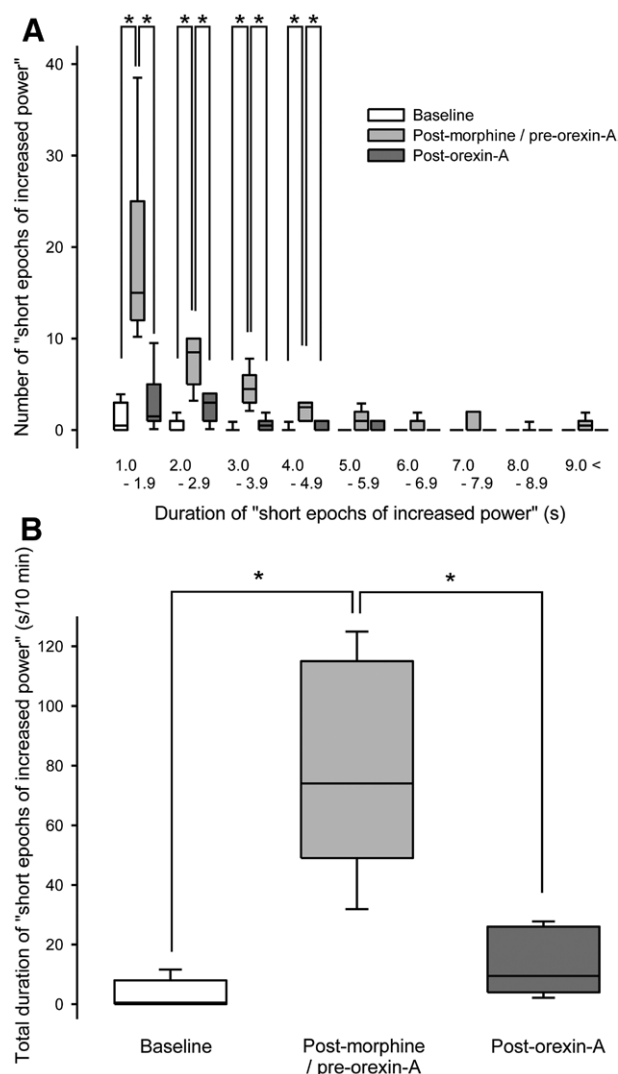 A
* * * * * * * *
Number of "short epochs of increased power"
40
30
20
10
0
Baseline
Post-morphine / pre-orexin-A
Post-orexin-A
1.0 2.0 3.0 4.0 5.0 6.0 7.0 8.0 9.0 <
- 1.9 - 2.9 - 3.9 - 4.9 - 5.9 - 6.9 - 7.9 - 8.9
Duration of "short epochs of increased power" (s)
B
* *
Total duration of "short epochs of increased power" (s/10 min)
120
100
80
60
40
20
0
Baseline Post-morphine Post-orexin-A
/ pre-orexin-A